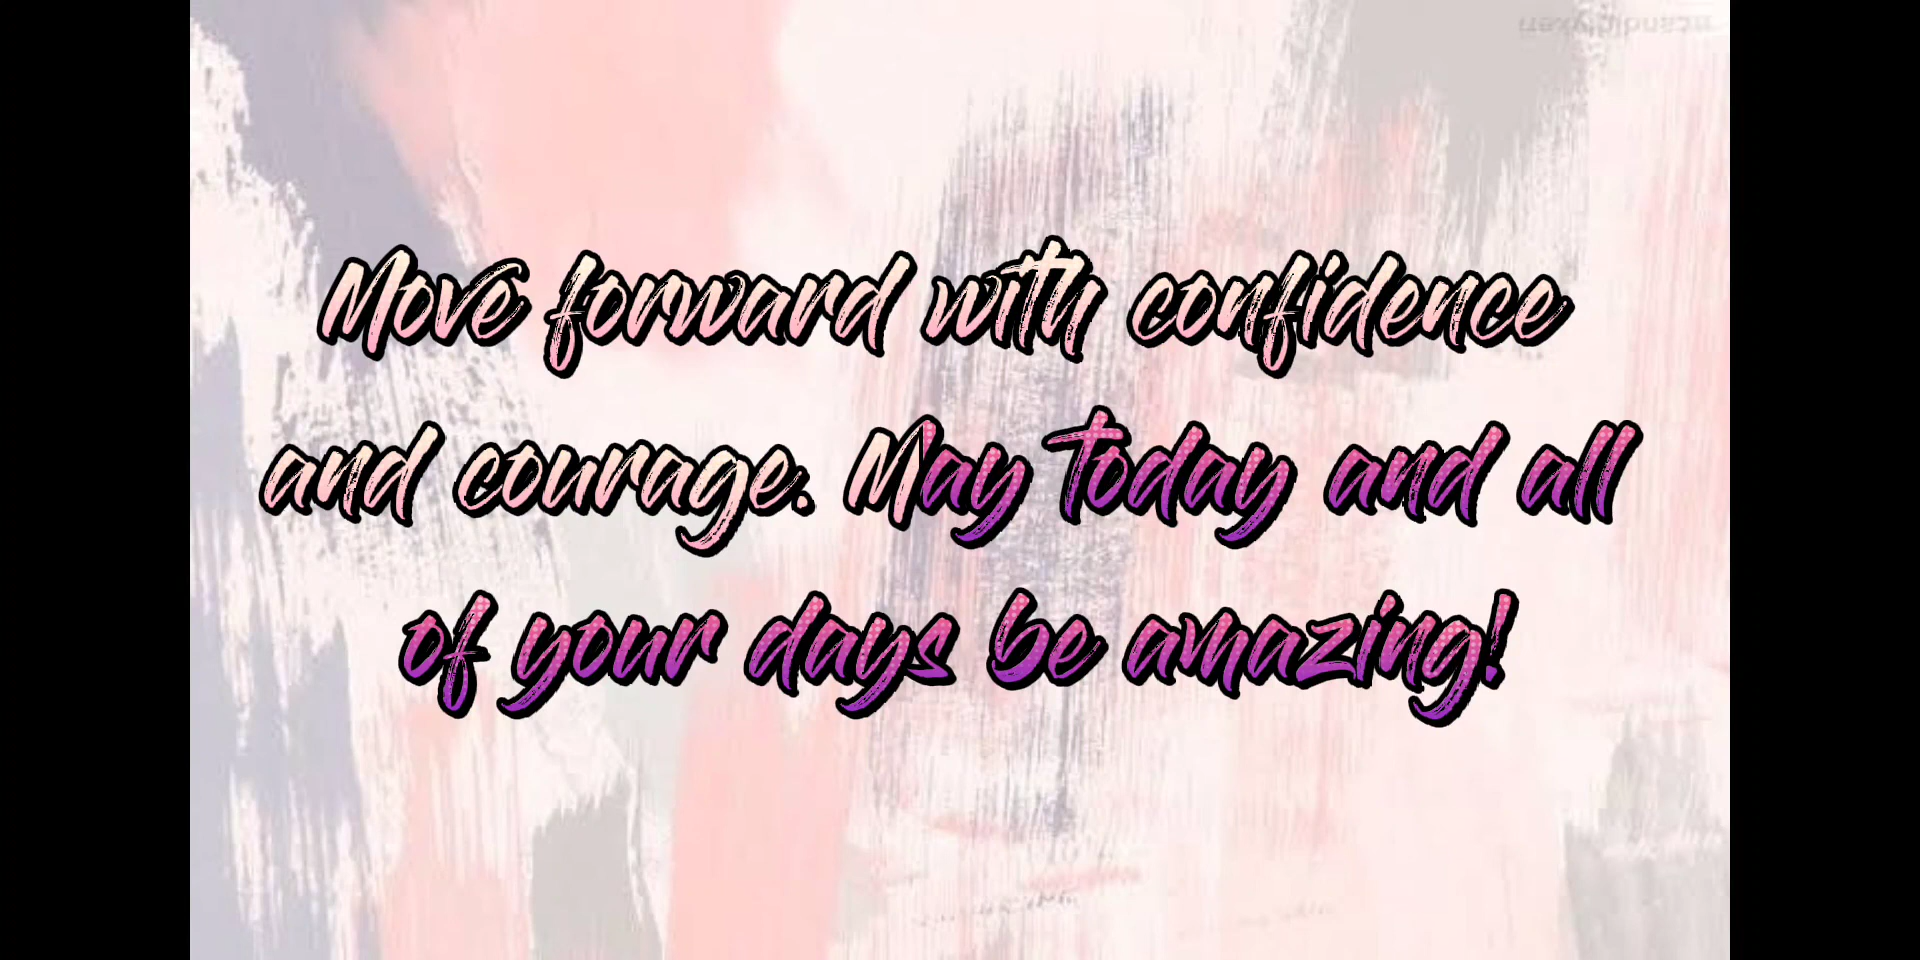 Move forward with confidence
and courage. May today and all
of your days be amazing!